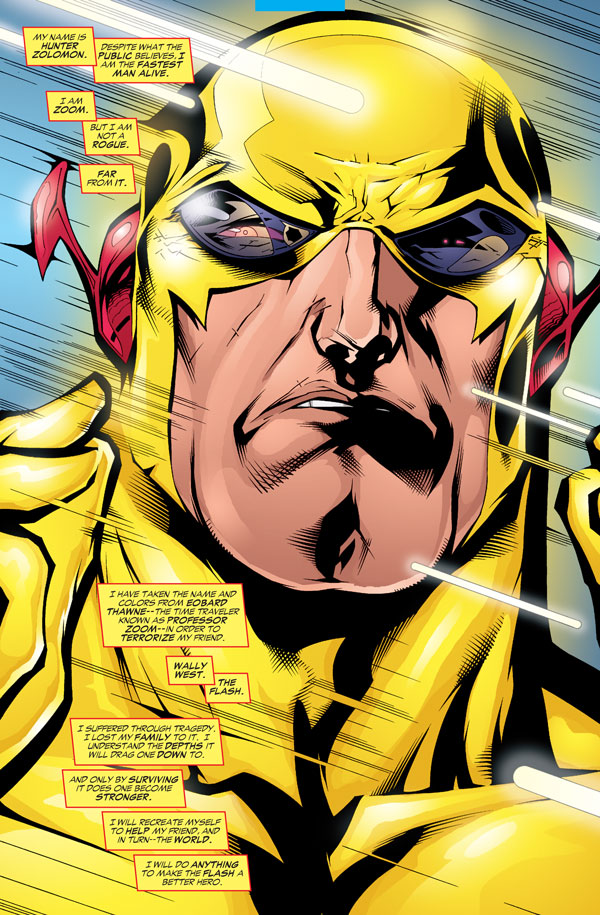 MY NAME IS
HUNTER
ZOLOMON.
DESPITE WHAT THE
PUBLIC BELIEVES, I
AM THE FASTEST
MAN ALIVE.
I AM
ZOOM.
BUT I AM
NOT A
ROGUE.
FAR
FROM IT.
I HAVE TAKEN THE NAME AND
COLORS FROM EOBARD
THAWNE--THE TIME TRAVELER
KNOWN AS PROFESSOR
ZOOM--IN ORDER TO
TERRORIZE MY FRIEND.
WALLY
WEST.
THE
FLASH.
I SUFFERED THROUGH TRAGEDY.
I LOST MY FAMILY TO IT. I
UNDERSTAND THE DEPTHS IT
WILL DRAG ONE DOWN TO.
AND ONLY BY SURVIVING
IT DOES ONE BECOME
STRONGER.
I WILL RECREATE MYSELF
TO HELP MY FRIEND, AND
IN TURN--THE WORLD.
I WILL DO ANYTHING
TO MAKE THE FLASH A
BETTER HERO.